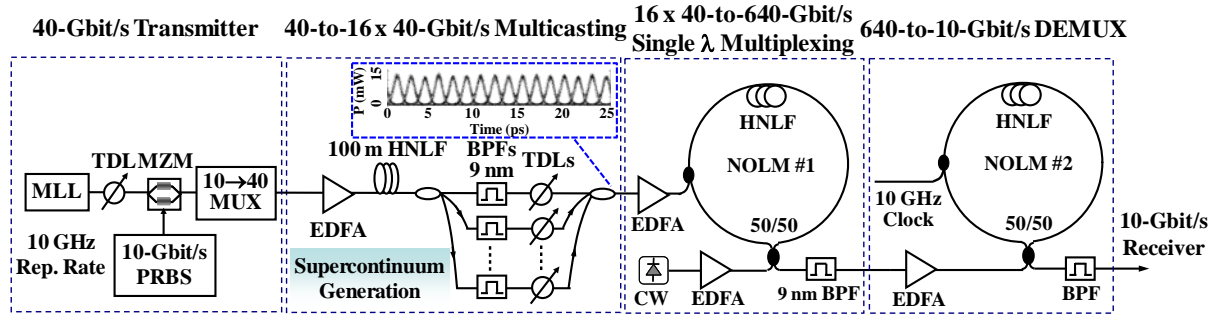 40-Gbit/s Transmitter
40-to-16 x 40-Gbit/s Multicasting
16 x 40-to-640-Gbit/s
Single λ Multiplexing
640-to-10-Gbit/s DEMUX
P (mW)
0 15
0 5 10 15 20 25
Time (ps)
TDL MZM
MLL
10→40
MUX
10 GHz
Rep. Rate
10-Gbit/s
PRBS
100 m HNLF
BPFs
9 nm
TDLs
EDFA
Supercontinuum
Generation
HNLF
NOLM #1
EDFA
50/50
CW
EDFA
9 nm BPF
HNLF
NOLM #2
10 GHz
Clock
50/50
EDFA
BPF
10-Gbit/s
Receiver